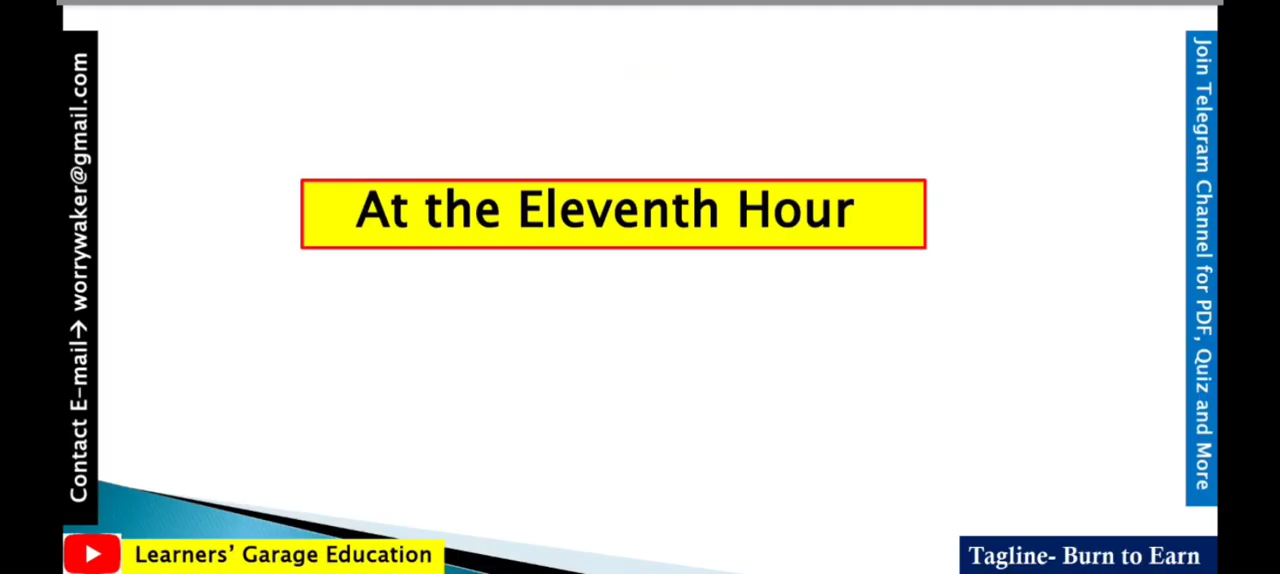 Contact E-mail→ worrywaker@gmail.com
At the Eleventh Hour
Join Telegram Channel for PDF, Quiz and More
Learners’ Garage Education
Tagline- Burn to Earn